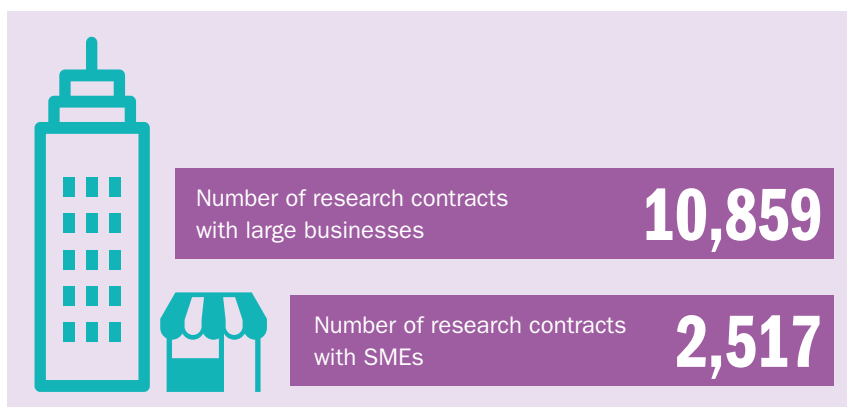 Number of research contracts
with large businesses
10,859
Number of research contracts
with SMEs
2,517